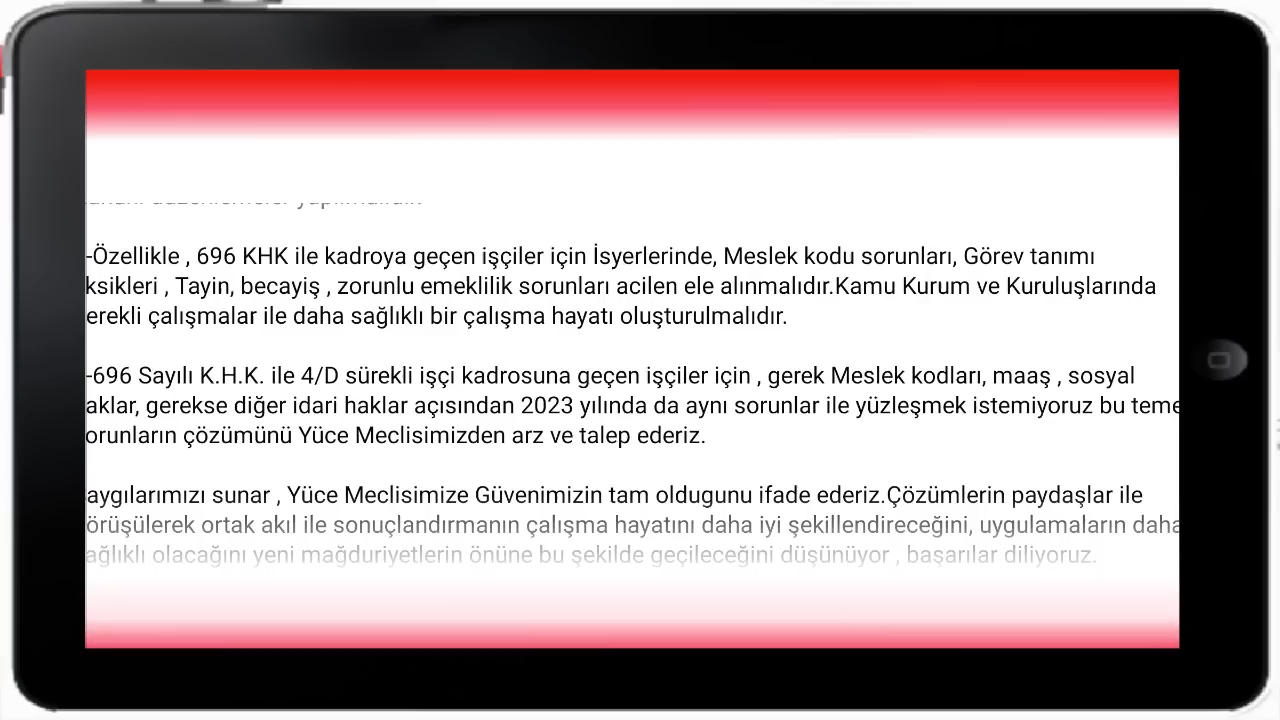 -Özellikle , 696 KHK ile kadroya geçen işçiler için İsyerlerinde, Meslek kodu sorunları, Görev tanımı
ksikleri , Tayin, becayiş , zorunlu emeklilik sorunları acilen ele alınmalıdır.Kamu Kurum ve Kuruluşlarında
erekli çalışmalar ile daha sağlıklı bir çalışma hayatı oluşturulmalıdır.
-696 Sayılı K.H.K. ile 4/D sürekli işçi kadrosuna geçen işçiler için , gerek Meslek kodları, maaş , sosyal
aklar, gerekse diğer idari haklar açısından 2023 yılında da aynı sorunlar ile yüzleşmek istemiyoruz bu teme
orunların çözümünü Yüce Meclisimizden arz ve talep ederiz.
aygılarımızı sunar , Yüce Meclisimize Güvenimizin tam oldugunu ifade ederiz.Çözümlerin paydaşlar ile
örüşülerek ortak akıl ile sonuçlandırmanın çalışma hayatını daha iyi şekillendireceğini, uygulamaların daha
ağlıklı olacağını yeni mağduriyetlerin önüne bu şekilde geçileceğini düşünüyor , başarılar diliyoruz.